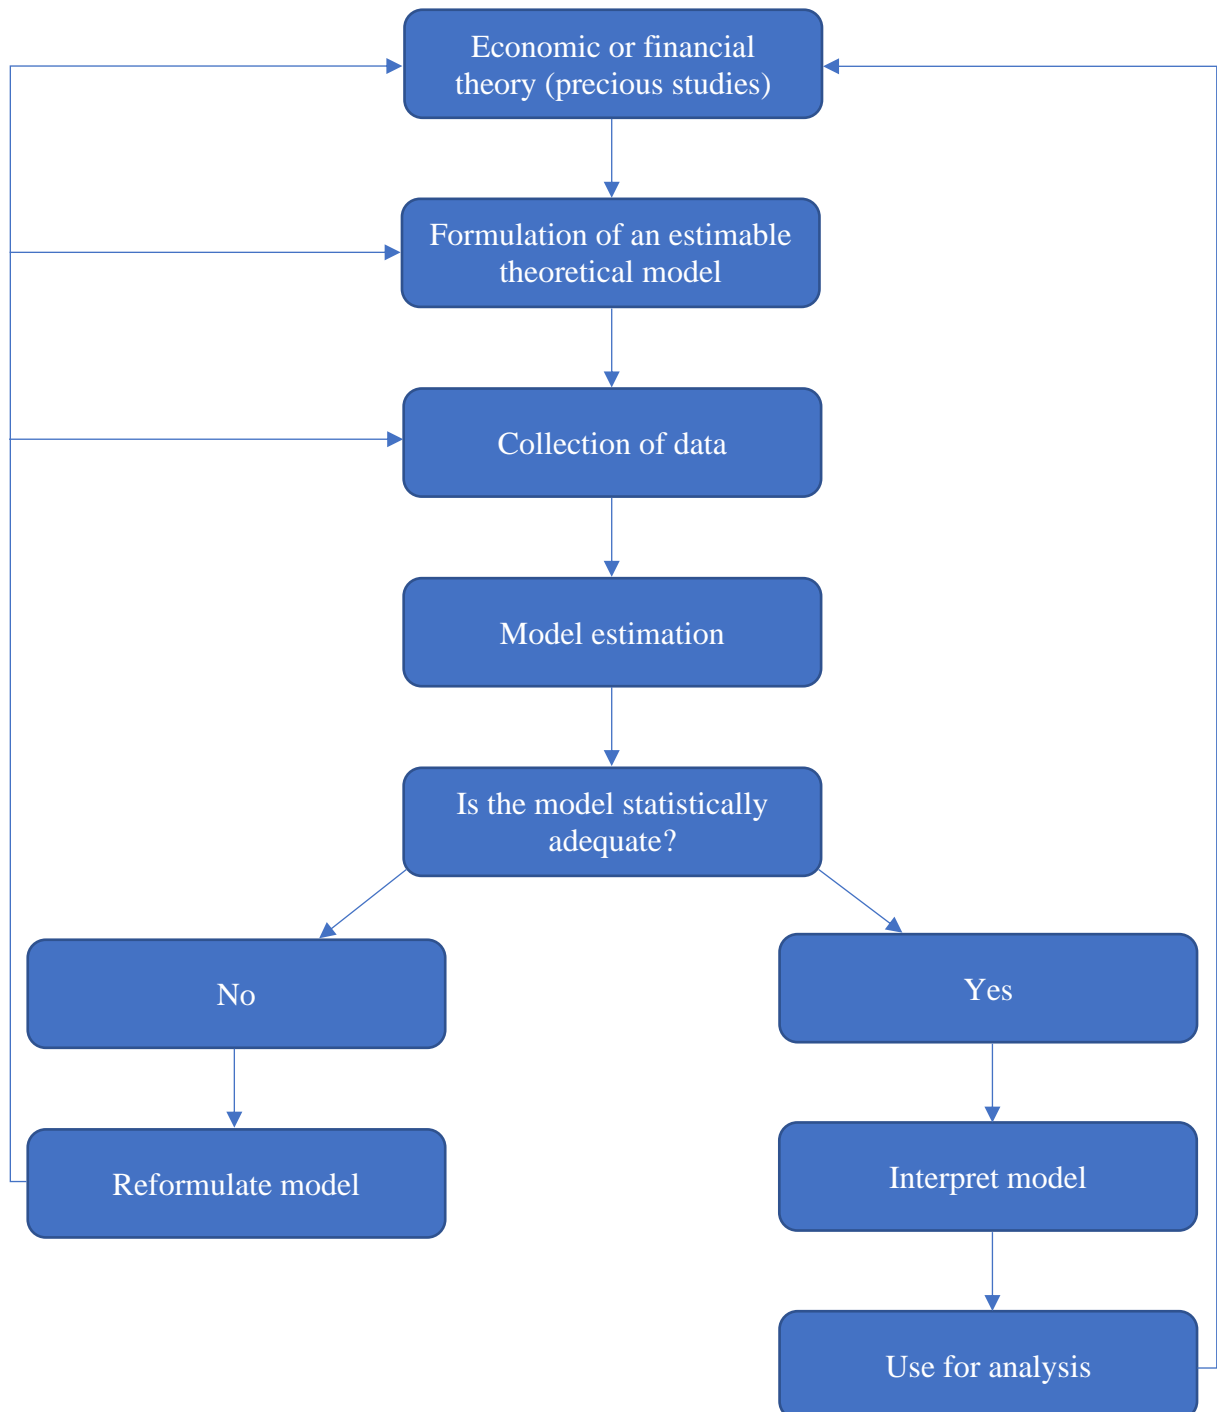 Economic or financial
theory (precious studies)
Formulation of an estimable
theoretical model
Collection of data
Model estimation
Is the model statistically
adequate?
No
Yes
Reformulate model
Interpret model
Use for analysis